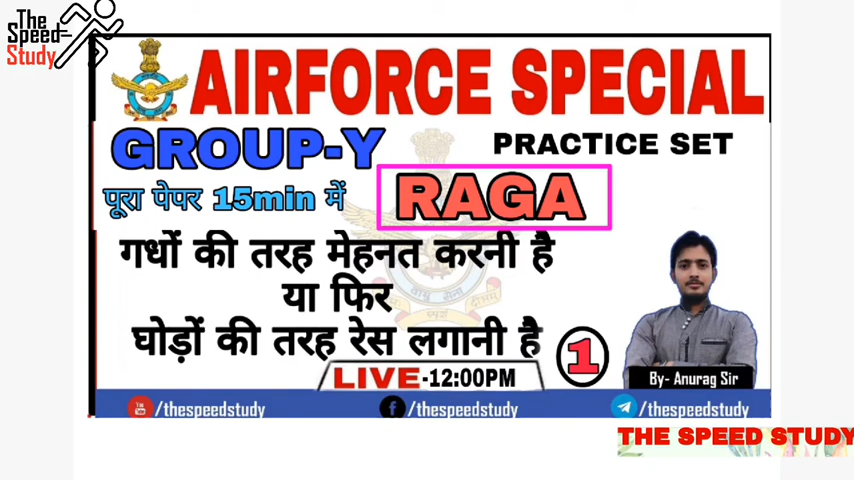 The
Speed
Study
AIRFORCE SPECIAL
GROUP-Y
PRACTICE SET
पूरा पेपर 15min में
RAGA
गधों की तरह मेहनत करनी है
या फिर
घोड़ों की तरह रेस लगानी है
1
LIVE-12:00PM
By- Anurag Sir
/thespeedstudy
/thespeedstudy
/thespeedstudy
THE SPEED STUDY